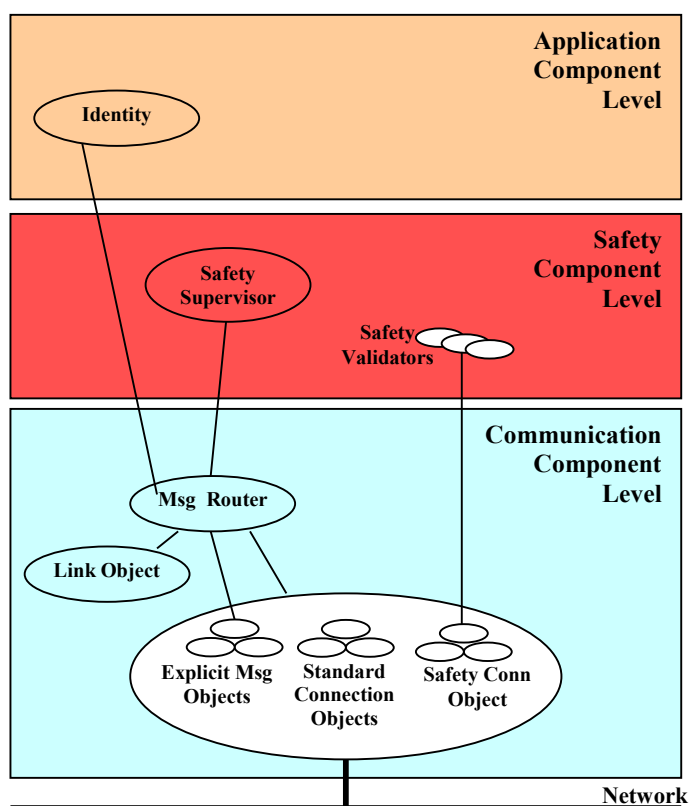 Application
Component
Level
Identity
Safety
Component
Level
Safety
Supervisor
Safety
Validators
Communication
Component
Level
Msg Router
Link Object
Explicit Msg
Objects
Standard
Connection
Objects
Safety Conn
Object
Network